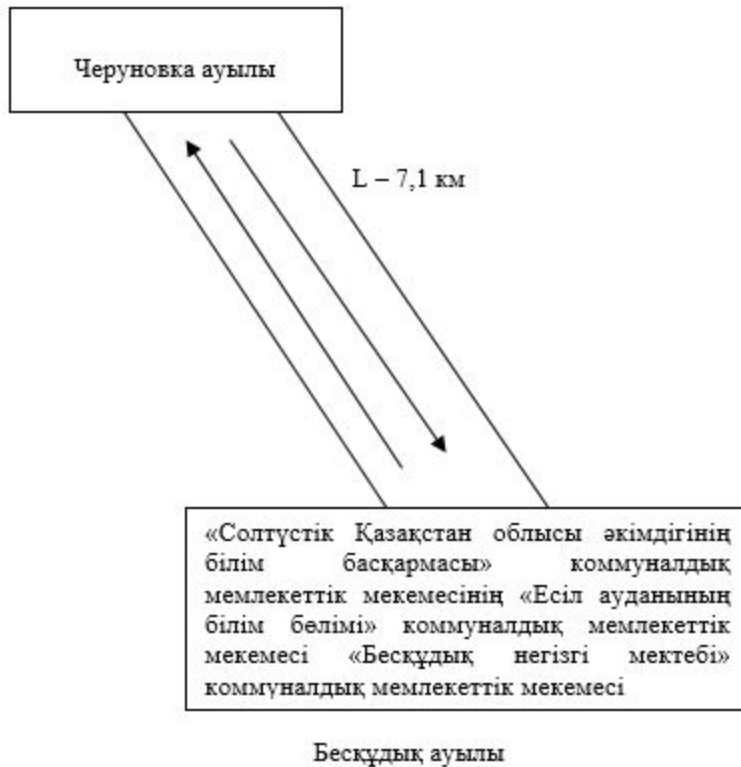 Черуновка ауылы
L – 7,1 км
«Солтүстік Қазақстан облысы әкімдігінің
білім басқармасы» коммуналдық
мемлекеттік мекемесінің «Есіл ауданының
білім бөлімі» коммуналдық мемлекеттік
мекемесі «Бесқұдық негізгі мектебі»
коммуналдық мемлекеттік мекемесі
Бесқұдық ауылы